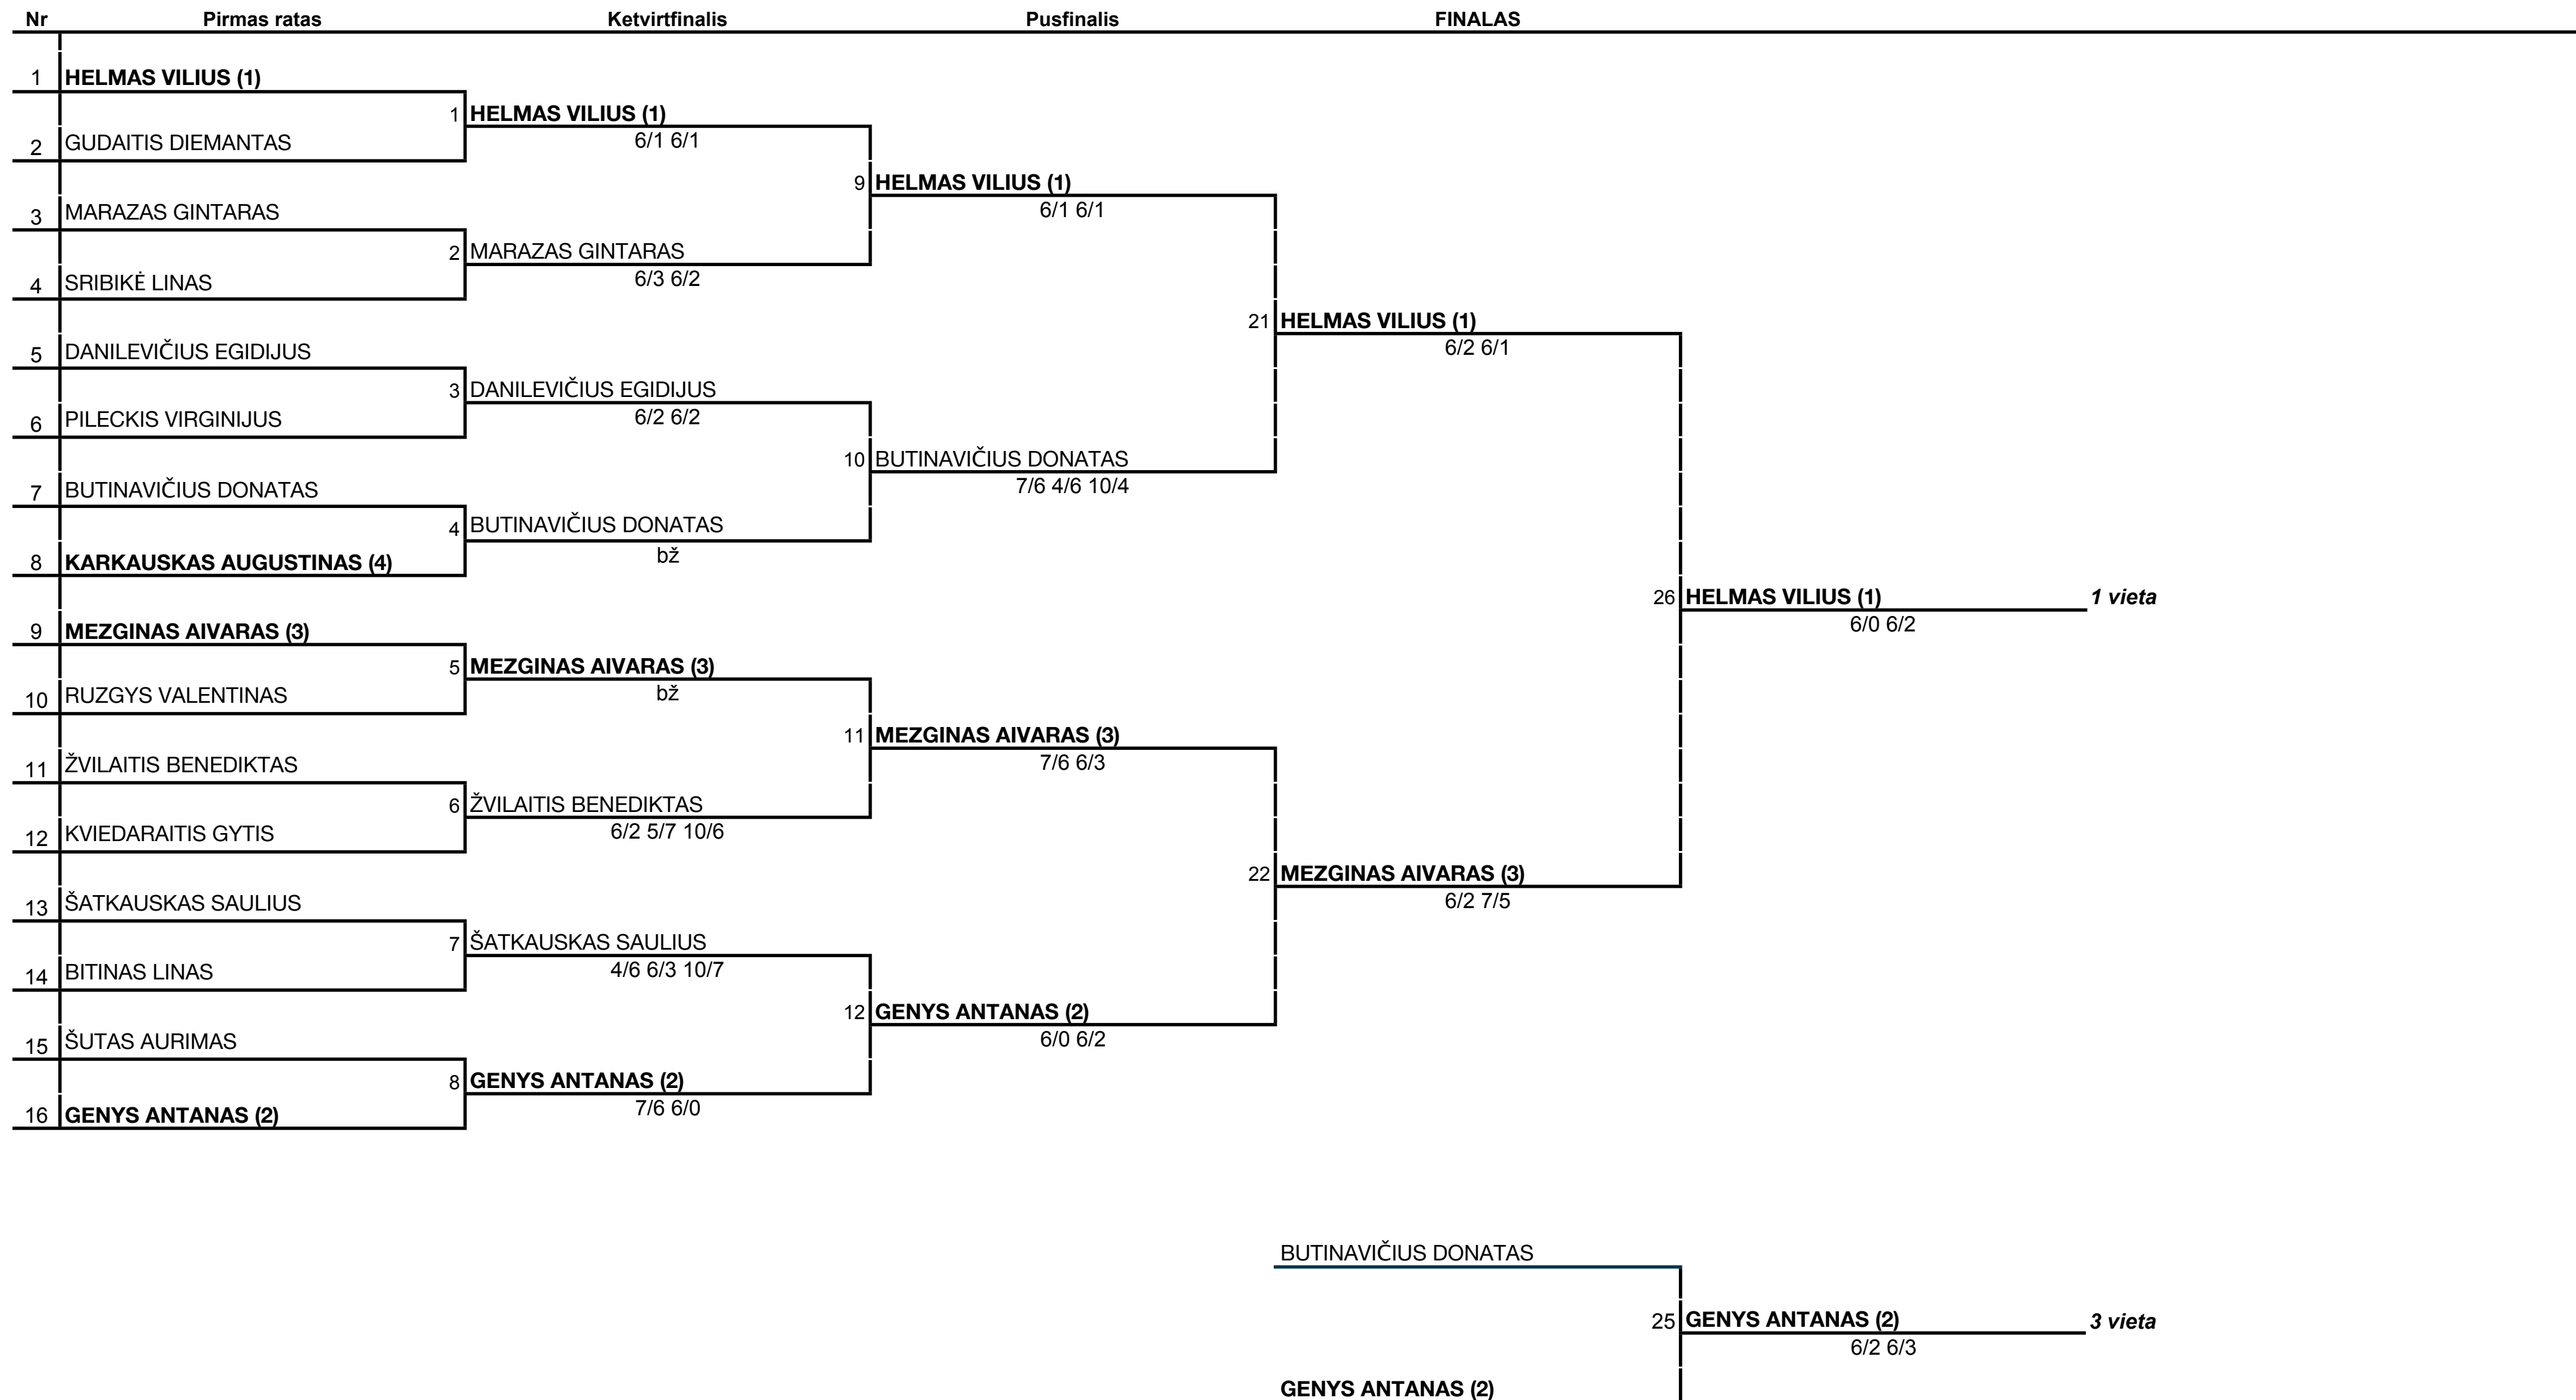 Nr Pirmas ratas Ketvirtfinalis Pusfinalis FINALAS
1 HELMAS VILIUS (1)
1 HELMAS VILIUS (1)
6/1 6/1
2 GUDAITIS DIEMANTAS
9 HELMAS VILIUS (1)
6/1 6/1
3 MARAZAS GINTARAS
2 MARAZAS GINTARAS
6/3 6/2
4 SRIBIKĖ LINAS
21 HELMAS VILIUS (1)
6/2 6/1
5 DANILEVIČIUS EGIDIJUS
3 DANILEVIČIUS EGIDIJUS
6/2 6/2
6 PILECKIS VIRGINIJUS
10 BUTINAVIČIUS DONATAS
7/6 4/6 10/4
7 BUTINAVIČIUS DONATAS
4 BUTINAVIČIUS DONATAS
bž
8 KARKAUSKAS AUGUSTINAS (4)
26 HELMAS VILIUS (1) 1 vieta
6/0 6/2
9 MEZGINAS AIVARAS (3)
5 MEZGINAS AIVARAS (3)
bž
10 RUZGYS VALENTINAS
11 MEZGINAS AIVARAS (3)
7/6 6/3
11 ŽVILAITIS BENEDIKTAS
6 ŽVILAITIS BENEDIKTAS
6/2 5/7 10/6
12 KVIEDARAITIS GYTIS
22 MEZGINAS AIVARAS (3)
6/2 7/5
13 ŠATKAUSKAS SAULIUS
7 ŠATKAUSKAS SAULIUS
4/6 6/3 10/7
14 BITINAS LINAS
12 GENYS ANTANAS (2)
6/0 6/2
15 ŠUTAS AURIMAS
8 GENYS ANTANAS (2)
7/6 6/0
16 GENYS ANTANAS (2)
BUTINAVIČIUS DONATAS
25 GENYS ANTANAS (2) 3 vieta
6/2 6/3
GENYS ANTANAS (2)